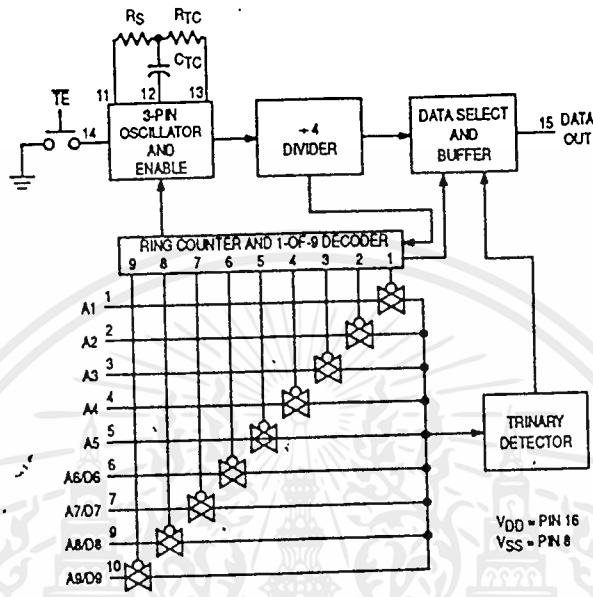 RS RTC
CTC
11 12 13
TE
14
3-PIN
OSCILLATOR
AND
ENABLE
÷4
DIVIDER
DATA SELECT
AND
BUFFER
15 DATA
OUT
RING COUNTER AND 1-OF-9 DECODER
9 8 7 6 5 4 3 2 1
A1 1
A2 2
A3 3
A4 4
A5 5
A6/D6 6
A7/D7 7
A8/D8 9
A9/D9 10
TRINARY
DETECTOR
VDD = PIN 16
VSS = PIN 8